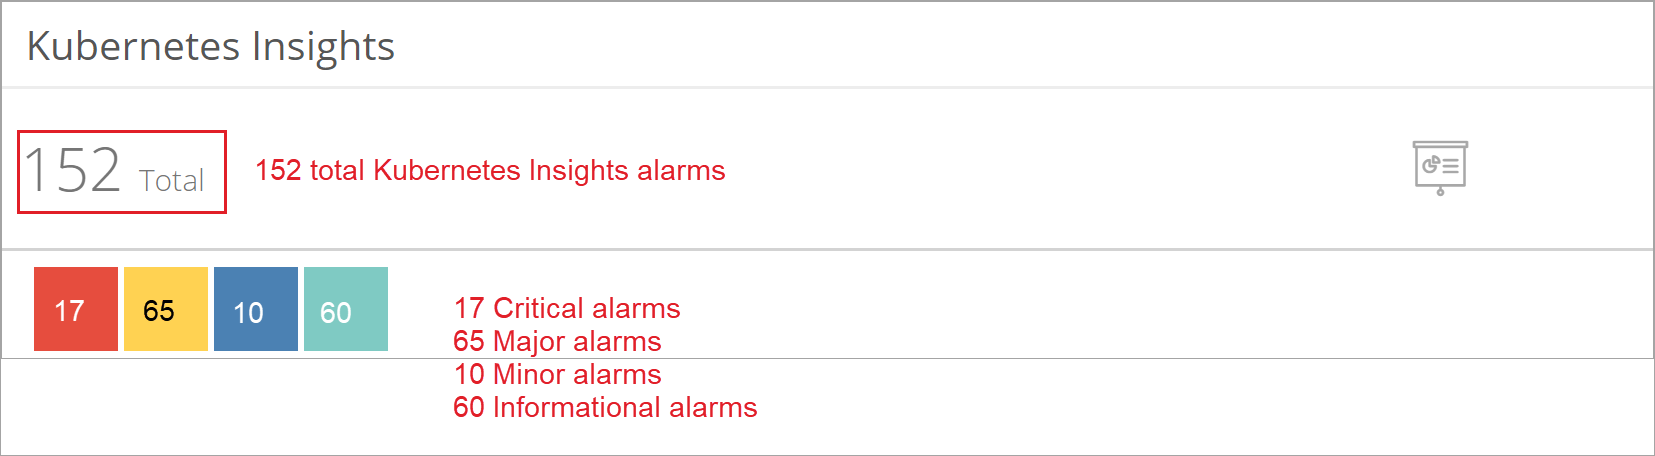 Kubernetes Insights
152 Total 152 total Kubernetes Insights alarms
17 65 10 60
17 Critical alarms
65 Major alarms
10 Minor alarms
60 Informational alarms